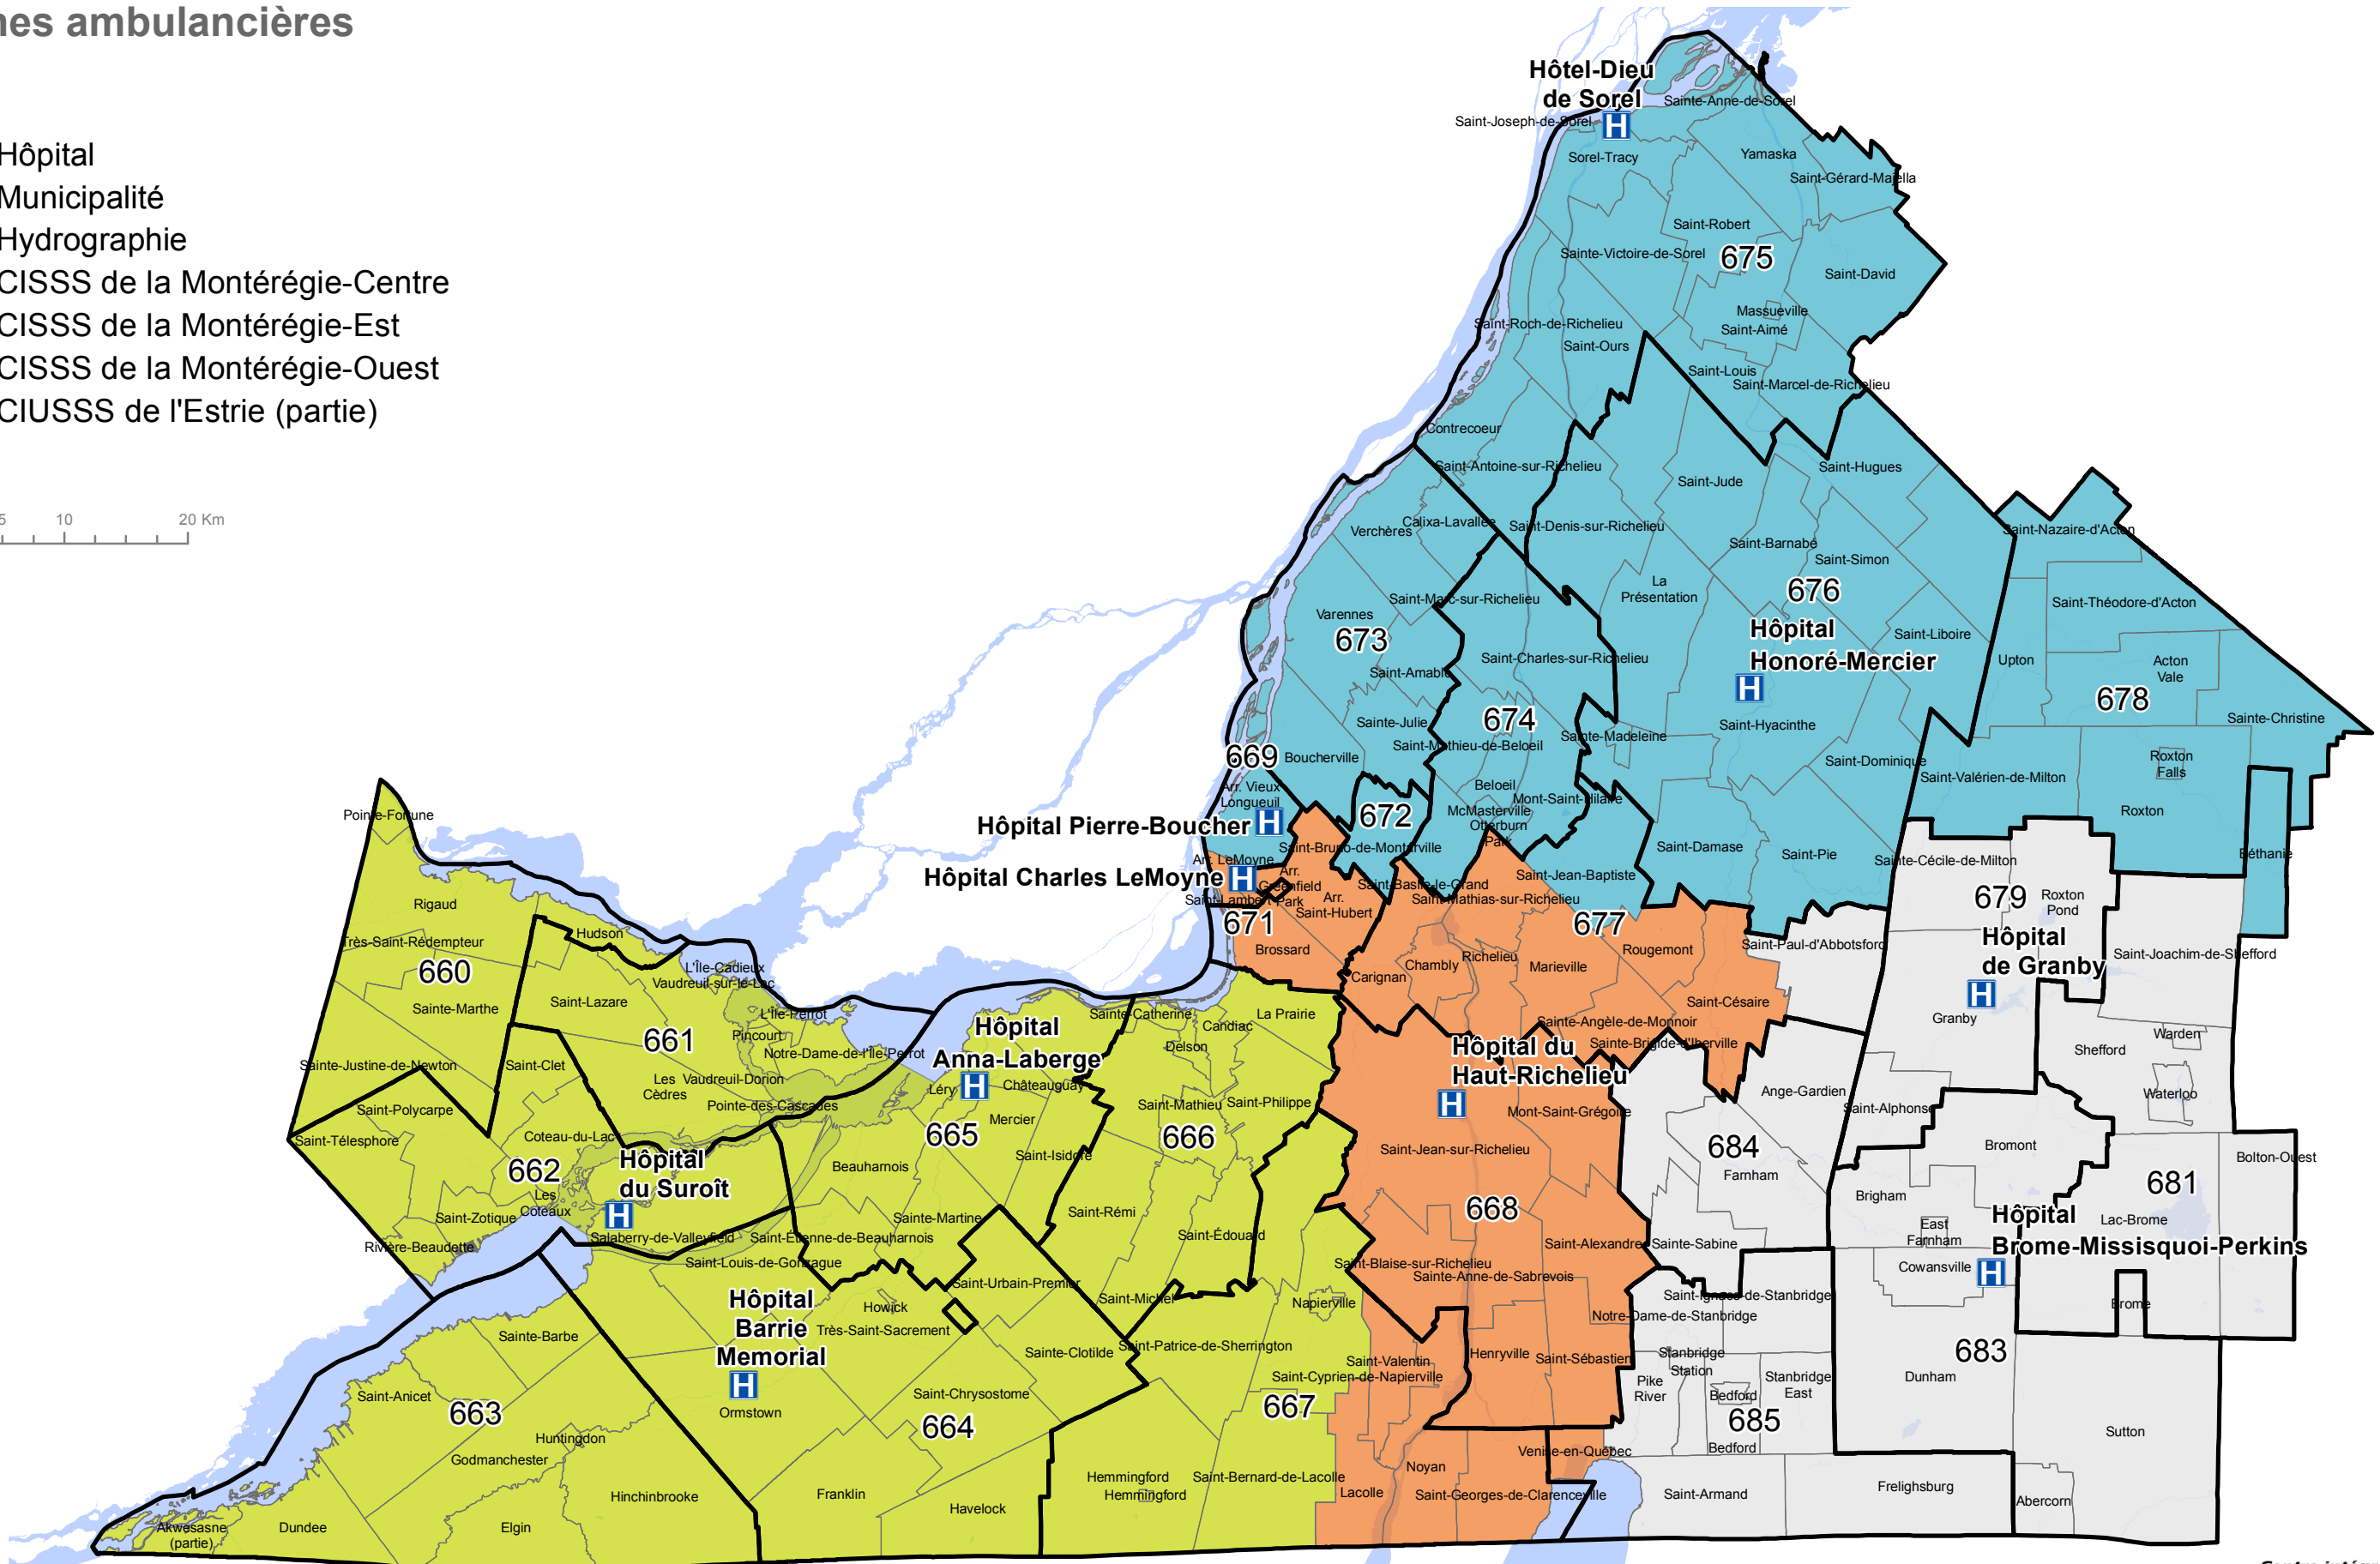 nes ambulancières
Hôpital
Municipalité
Hydrographie
CISSS de la Montérégie-Centre
CISSS de la Montérégie-Est
CISSS de la Montérégie-Ouest
CIUSSS de l'Estrie (partie)
5 10 20 Km
Hôtel-Dieu
de Sorel
Sainte-Anne-de-Sorel
Saint-Joseph-de-Sorel
Sorel-Tracy
Yamaska
Saint-Gérard-Majella
Saint-Robert
Sainte-Victoire-de-Sorel
675
Saint-David
Massueville
Saint-Aimé
Saint-Roch-de-Richelieu
Saint-Ours
Saint-Louis
Saint-Marcel-de-Richelieu
Contrecoeur
Saint-Antoine-sur-Richelieu
Saint-Hugues
Saint-Jude
Calixa-Lavallée
Verchères
Saint-Denis-sur-Richelieu
Saint-Nazaire-d'Acton
Saint-Barnabé
Saint-Simon
La
Présentation
676
Saint-Marc-sur-Richelieu
Saint-Théodore-d'Acton
Varennes
673
Hôpital
Honoré-Mercier
Saint-Liboire
Saint-Charles-sur-Richelieu
Upton
Acton
Vale
678
Saint-Amable
Sainte-Julie
674
Saint-Hyacinthe
Sainte-Christine
Sainte-Madeleine
Saint-Mathieu-de-Beloeil
669
Boucherville
Saint-Dominique
Saint-Valérien-de-Milton
Roxton
Falls
Arr. Vieux
Longueuil
Beloeil
Mont-Saint-Hilaire
McMasterville
Otterburn
Park
Roxton
672
Pointe-Fortune
Hôpital Pierre-Boucher
Saint-Bruno-de-Montarville
Saint-Damase
Saint-Pie
Béthanie
Sainte-Cécile-de-Milton
Arr. LeMoyne
Hôpital Charles LeMoyne
Arr.
Greenfield
Park
Saint-Lambert
Arr.
Saint-Hubert
Saint-Basile-le-Grand
Saint-Jean-Baptiste
Saint-Mathias-sur-Richelieu
679
Roxton
Pond
Rigaud
671
677
Hôpital
de Granby
Hudson
Très-Saint-Rédempteur
Brossard
Rougemont
Saint-Paul-d'Abbotsford
Saint-Joachim-de-Shefford
660
L'Île-Cadieux
Vaudreuil-sur-le-Lac
Chambly
Richelieu
Marieville
Carignan
Saint-Lazare
Sainte-Marthe
Saint-Césaire
L'Île-Perrot
Sainte-Catherine
La Prairie
Candiac
Granby
Sainte-Angèle-de-Monnoir
661
Pincourt
Hôpital
Anna-Laberge
Delson
Hôpital du
Haut-Richelieu
Sainte-Brigide-d'Iberville
Warden
Shefford
Notre-Dame-de-l'Île-Perrot
Sainte-Justine-de-Newton
Saint-Clet
Les
Cèdres
Vaudreuil-Dorion
Léry
Châteauguay
Ange-Gardien
Waterloo
Pointe-des-Cascades
Saint-Polycarpe
Mercier
Saint-Mathieu
Saint-Philippe
Mont-Saint-Grégoire
Saint-Alphonse
Saint-Télesphore
Coteau-du-Lac
665
666
684
Bromont
Saint-Isidore
Saint-Jean-sur-Richelieu
Bolton-Ouest
662
Hôpital
du Suroît
Beauharnois
Farnham
681
Les
Coteaux
Brigham
Saint-Zotique
Saint-Rémi
668
Hôpital
Brome-Missisquoi-Perkins
Lac-Brome
Sainte-Martine
East
Farnham
Rivière-Beaudette
Salaberry-de-Valleyfield
Saint-Étienne-de-Beauharnois
Saint-Édouard
Saint-Alexandre
Sainte-Sabine
Saint-Louis-de-Gonzague
Saint-Blaise-sur-Richelieu
Cowansville
Sainte-Anne-de-Sabrevois
Saint-Urbain-Premier
Saint-Michel
Napierville
Saint-Ignace-de-Stanbridge
Brome
Hôpital
Barrie
Memorial
Howick
Très-Saint-Sacrement
Notre-Dame-de-Stanbridge
Sainte-Barbe
Sainte-Clotilde
Saint-Patrice-de-Sherrington
Henryville
Saint-Sébastien
Stanbridge
Station
683
Saint-Valentin
Saint-Cyprien-de-Napierville
Pike
River
Stanbridge
East
Dunham
Saint-Anicet
663
Ormstown
Saint-Chrysostome
664
667
Bedford
685
Bedford
Sutton
Huntingdon
Godmanchester
Venise-en-Québec
Hemmingford
Hemmingford
Saint-Bernard-de-Lacolle
Noyan
Hinchinbrooke
Franklin
Havelock
Lacolle
Saint-Georges-de-Clarenceville
Saint-Armand
Frelighsburg
Abercorn
Akwesasne
(partie)
Dundee
Elgin